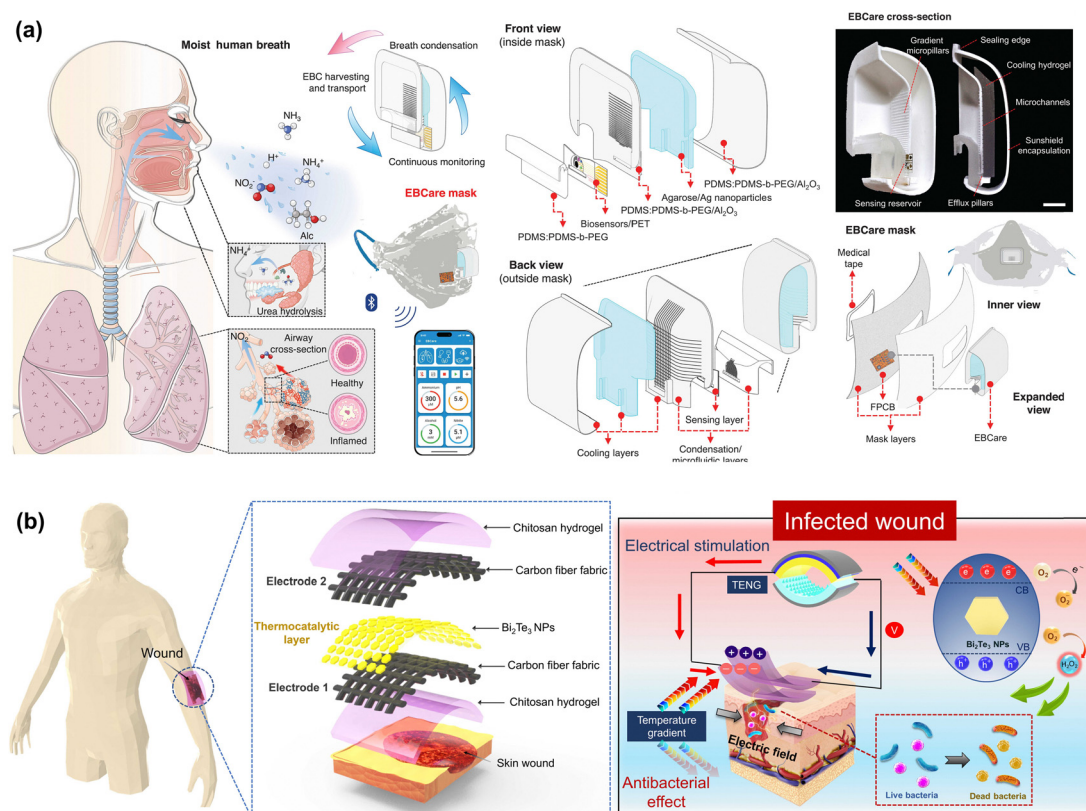 (a)
Moist human breath
NH3
H+
NO2-
NH4+
Alc
Breath condensation
EBC harvesting
and transport
Continuous monitoring
EBCare mask
NH4+
Urea hydrolysis
NO2-
Airway
cross-section
Healthy
Inflamed
EBCare
300
μM
pH
5.6
3
mM
5.1
μM
Front view
(inside mask)
PDMS:PDMS-b-PEG/Al2O3
Agarose/Ag nanoparticles
PDMS:PDMS-b-PEG/Al2O3
Biosensors/PET
PDMS:PDMS-b-PEG
Back view
(outside mask)
Sensing layer
Cooling layers
Condensation/
microfluidic layers
EBCare cross-section
Gradient
micropillars
Sealing edge
Cooling hydrogel
Microchannels
Sunshield
encapsulation
Sensing reservoir
Efflux pillars
EBCare mask
Medical
tape
Inner view
FPCB
Expanded
view
Mask layers
EBCare
(b)
Wound
Chitosan hydrogel
Carbon fiber fabric
Electrode 2
Thermocatalytic
layer
Bi2Te3 NPs
Carbon fiber fabric
Electrode 1
Chitosan hydrogel
Skin wound
Infected wound
Electrical stimulation
TENG
V
e e e
e-
O2
CB
O2-
Bi2Te3 NPs
O2-
VB
h+ h+ h+
H2O2
Temperature
gradient
Electric field
Antibacterial
effect
Live bacteria
Dead bacteria